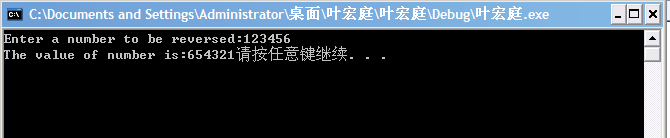 C:\Documents and Settings\Administrator\桌面\叶宏庭\叶宏庭\Debug\叶宏庭.exe
Enter a number to be reversed:123456
The value of number is:654321请按任意键继续. . .